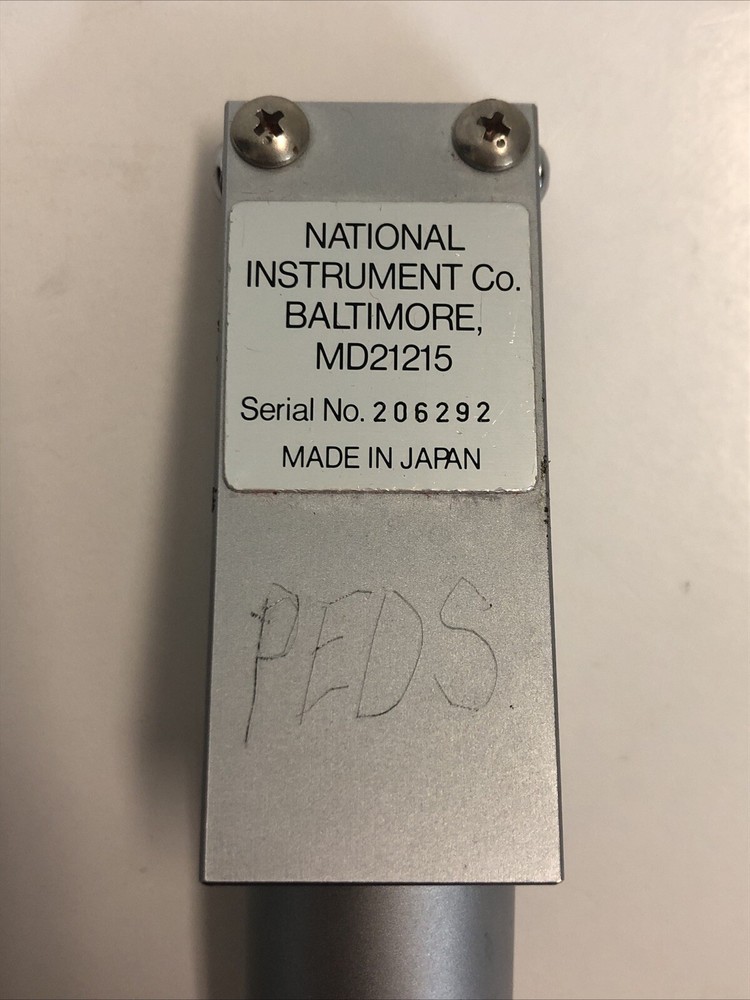 NATIONAL
INSTRUMENT Co.
BALTIMORE,
MD21215
Serial No. 206292
MADE IN JAPAN
PEDS